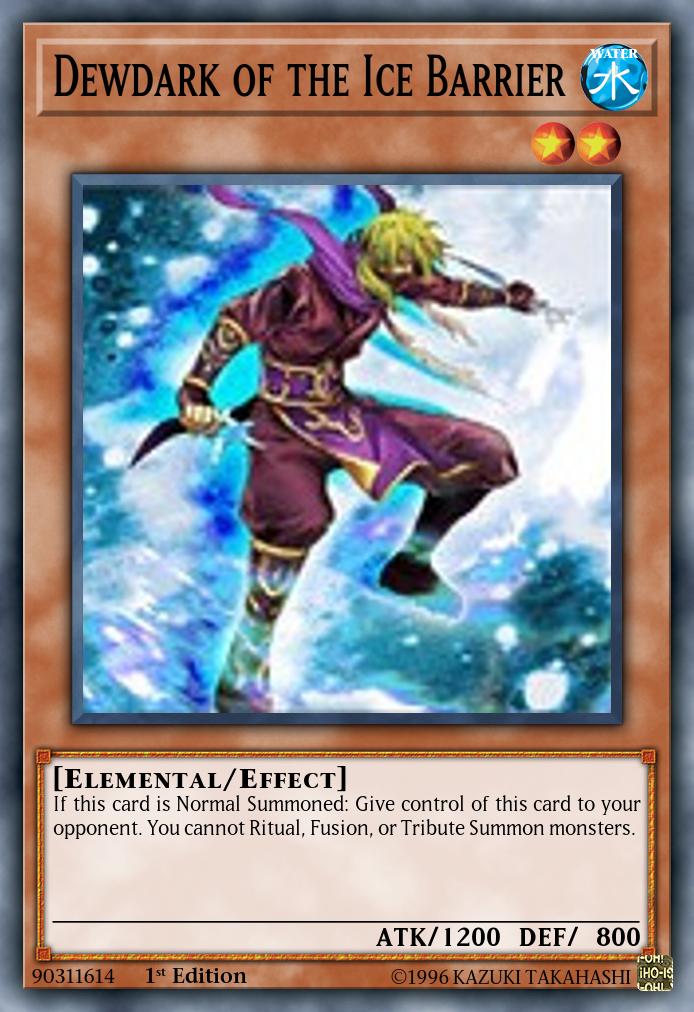 DEWDARK OF THE ICE BARRIER
WATER
水
[ELEMENTAL/EFFECT]
If this card is Normal Summoned: Give control of this card to your
opponent. You cannot Ritual, Fusion, or Tribute Summon monsters.
ATK/1200 DEF/ 800
90311614 1st Edition ©1996 KAZUKI TAKAHASHI